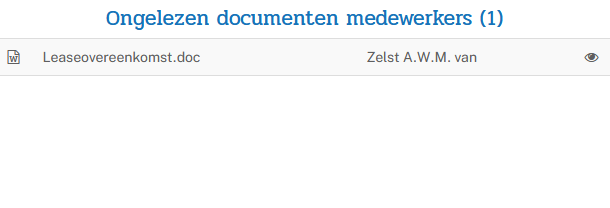 Ongelezen documenten medewerkers (1)
Leaseovereenkomst.doc Zelst A.W.M. van